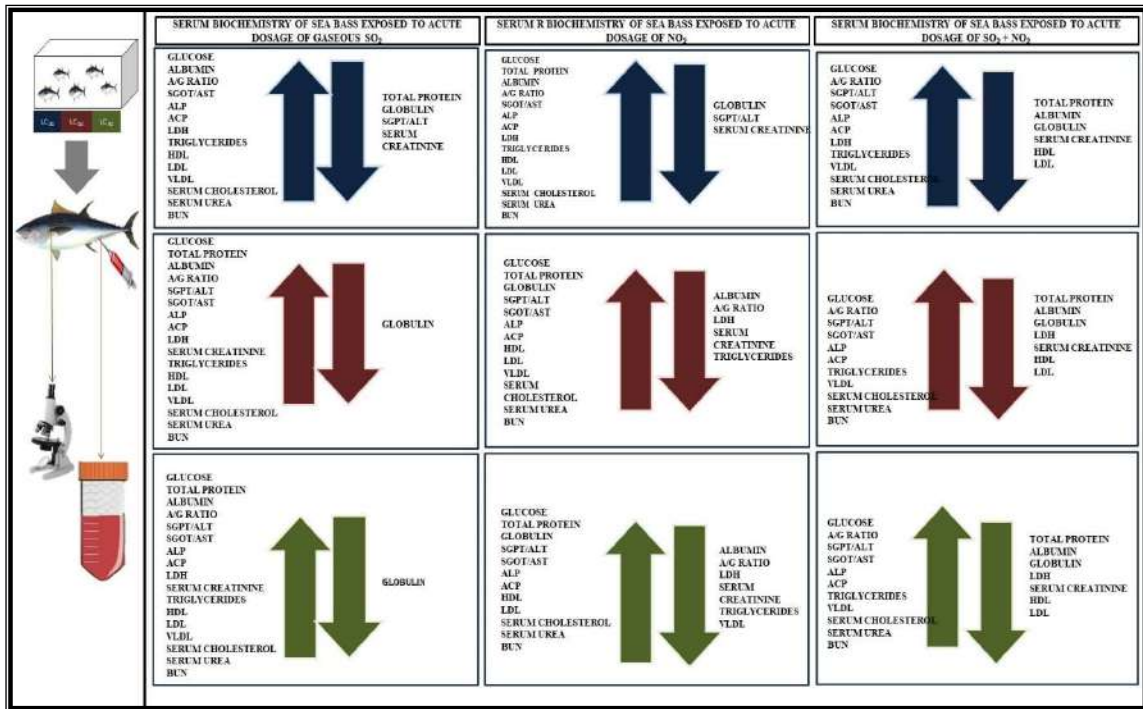 SERUM BIOCHEMISTRY OF SEA BASS EXPOSED TO ACUTE
DOSAGE OF GASEOUS SO₂
SERUM R BIOCHEMISTRY OF SEA BASS EXPOSED TO ACUTE
DOSAGE OF NO₂
SERUM BIOCHEMISTRY OF SEA BASS EXPOSED TO ACUTE
DOSAGE OF SO₂ + NO₂
GLUCOSE
ALBUMIN
A/G RATIO
SGOT/AST
ALP
ACP
LDH
TRIGLYCERIDES
HDL
LDL
VLDL
SERUM CHOLESTEROL
SERUM UREA
BUN
TOTAL PROTEIN
GLOBULIN
SGPT/ALT
SERUM
CREATININE
GLUCOSE
TOTAL PROTEIN
ALBUMIN
A/G RATIO
SGOT/AST
ALP
ACP
LDH
TRIGLYCERIDES
HDL
LDL
VLDL
SERUM CHOLESTEROL
SERUM UREA
BUN
GLOBULIN
SGPT/ALT
SERUM CREATININE
GLUCOSE
A/G RATIO
SGPT/ALT
SGOT/AST
ALP
ACP
LDH
TRIGLYCERIDES
VLDL
SERUM CHOLESTEROL
SERUM UREA
BUN
TOTAL PROTEIN
ALBUMIN
GLOBULIN
SERUM CREATININE
HDL
LDL
GLUCOSE
TOTAL PROTEIN
ALBUMIN
A/G RATIO
SGPT/ALT
SGOT/AST
ALP
ACP
LDH
SERUM CREATININE
TRIGLYCERIDES
HDL
LDL
VLDL
SERUM CHOLESTEROL
SERUM UREA
BUN
GLOBULIN
GLUCOSE
TOTAL PROTEIN
GLOBULIN
SGPT/ALT
SGOT/AST
ALP
ACP
HDL
LDL
VLDL
SERUM
CHOLESTEROL
SERUM UREA
BUN
ALBUMIN
A/G RATIO
LDH
SERUM
CREATININE
TRIGLYCERIDES
GLUCOSE
A/G RATIO
SGPT/ALT
SGOT/AST
ALP
ACP
TRIGLYCERIDES
VLDL
SERUM CHOLESTEROL
SERUM UREA
BUN
TOTAL PROTEIN
ALBUMIN
GLOBULIN
LDH
SERUM CREATININE
HDL
LDL
GLUCOSE
TOTAL PROTEIN
ALBUMIN
A/G RATIO
SGPT/ALT
SGOT/AST
ALP
ACP
LDH
SERUM CREATININE
TRIGLYCERIDES
HDL
LDL
VLDL
SERUM CHOLESTEROL
SERUM UREA
BUN
GLOBULIN
GLUCOSE
TOTAL PROTEIN
GLOBULIN
SGPT/ALT
SGOT/AST
ALP
ACP
HDL
LDL
SERUM CHOLESTEROL
SERUM UREA
BUN
ALBUMIN
A/G RATIO
LDH
SERUM
CREATININE
TRIGLYCERIDES
VLDL
GLUCOSE
A/G RATIO
SGPT/ALT
SGOT/AST
ALP
ACP
TRIGLYCERIDES
VLDL
SERUM CHOLESTEROL
SERUM UREA
BUN
TOTAL PROTEIN
ALBUMIN
GLOBULIN
LDH
SERUM CREATININE
HDL
LDL